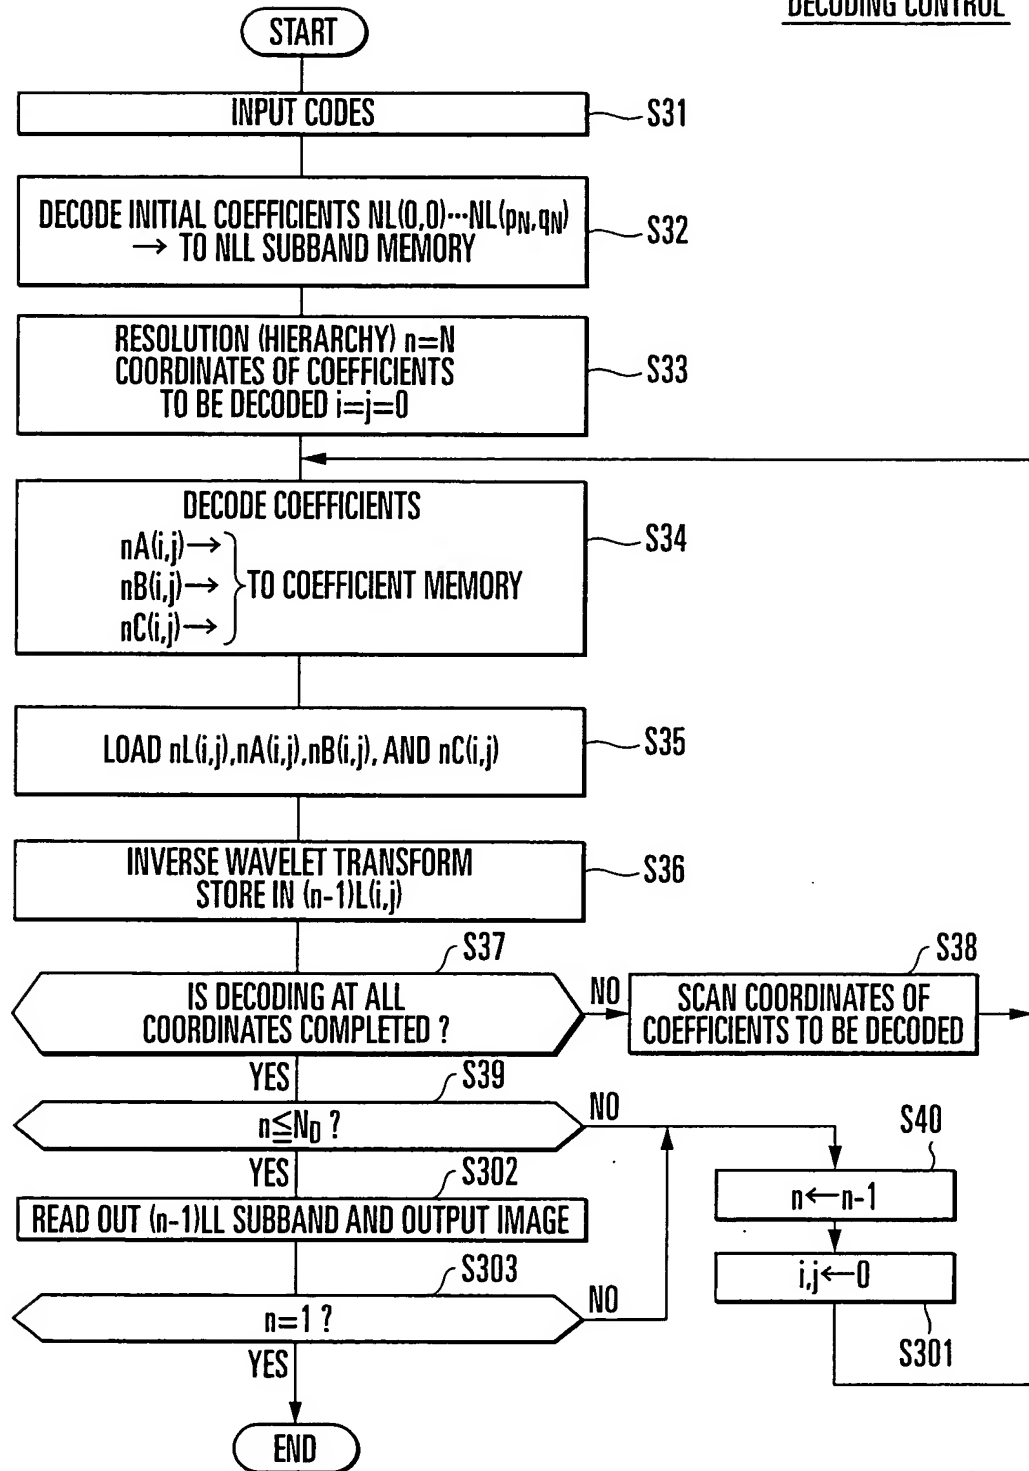 DECODING CONTROL
START
INPUT CODES
S31
DECODE INITIAL COEFFICIENTS NL(0,0)···NL(pN,qN)
→ TO NLL SUBBAND MEMORY
S32
RESOLUTION (HIERARCHY) n=N
COORDINATES OF COEFFICIENTS
TO BE DECODED i=j=0
S33
DECODE COEFFICIENTS
nA(i,j)→
nB(i,j)→
nC(i,j)→
TO COEFFICIENT MEMORY
S34
LOAD nL(i,j),nA(i,j),nB(i,j), AND nC(i,j)
S35
INVERSE WAVELET TRANSFORM
STORE IN (n-1)L(i,j)
S36
S37
IS DECODING AT ALL
COORDINATES COMPLETED ?
NO
S38
SCAN COORDINATES OF
COEFFICIENTS TO BE DECODED
YES
S39
n≦ND ?
NO
S40
n←n-1
YES
S302
READ OUT (n-1)LL SUBBAND AND OUTPUT IMAGE
i,j←0
S301
S303
n=1 ?
NO
YES
END